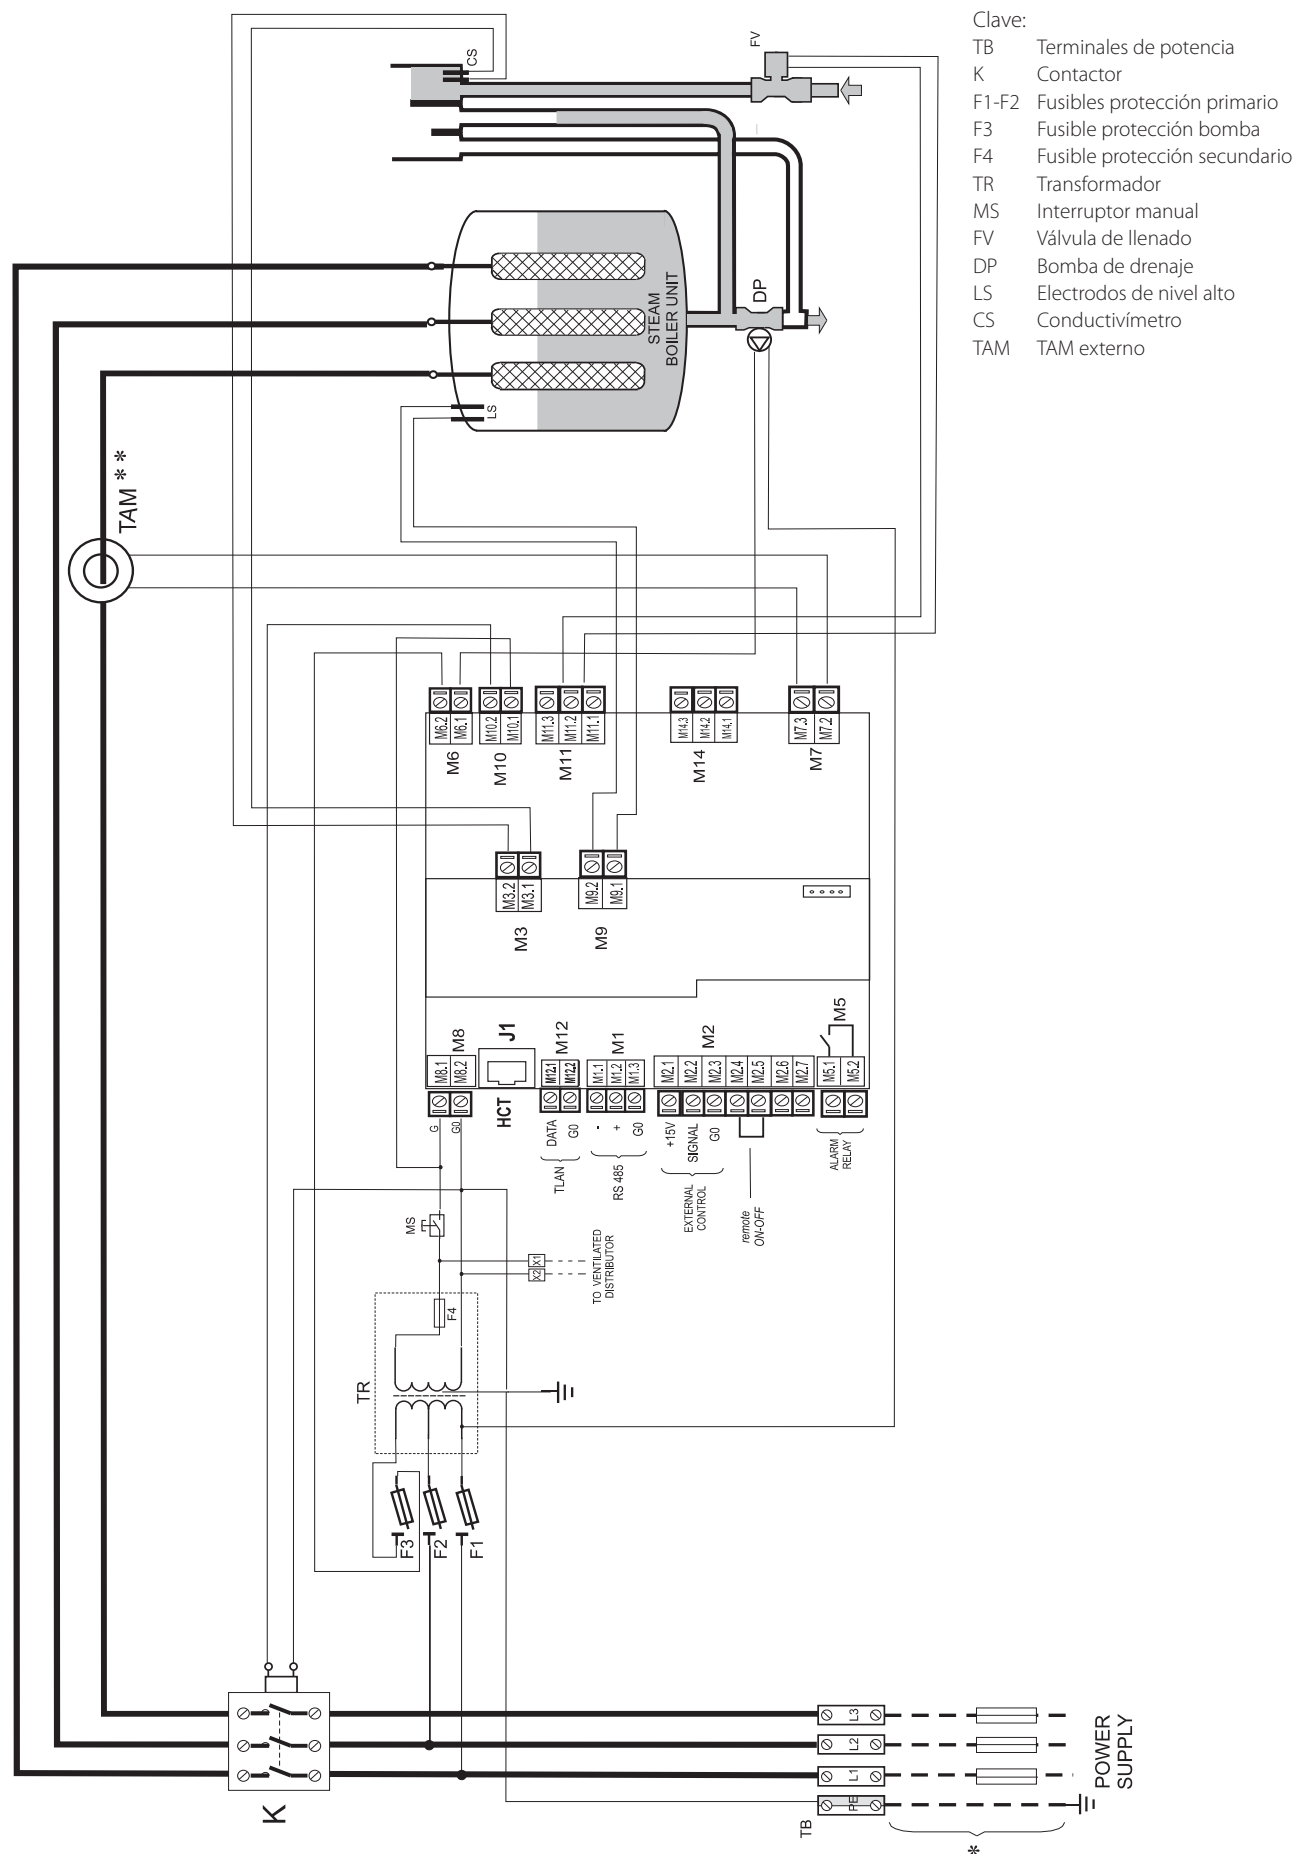 Clave:
TB Terminales de potencia
K Contactor
F1-F2 Fusibles protección primario
F3 Fusible protección bomba
F4 Fusible protección secundario
TR Transformador
MS Interruptor manual
FV Válvula de llenado
DP Bomba de drenaje
LS Electrodos de nivel alto
CS Conductivímetro
TAM TAM externo
CS
FV
STEAM
BOILER UNIT
DP
LS
TAM * *
M6.2
M6.1
M10.2
M10.1
M11.3
M11.2
M11.1
M14.3
M14.2
M14.1
M7.3
M7.2
M6
M10
M11
M14
M7
M3.2
M3.1
M9.2
M9.1
M3
M9
M8
J1
M12
M1
M2
M5
M8.1
M8.2
M12.1
M12.2
M1.1
M1.2
M1.3
M2.1
M2.2
M2.3
M2.4
M2.5
M2.6
M2.7
M5.1
M5.2
G
G0
HCT
DATA
G0
TLAN
-
+
G0
RS 485
+15V
SIGNAL
G0
EXTERNAL
CONTROL
remote
ON-OFF
ALARM
RELAY
MS
X1
X2
TO VENTILATED
DISTRIBUTOR
F4
TR
F3
F2
F1
K
L3
L2
L1
PE
TB
POWER
SUPPLY
*